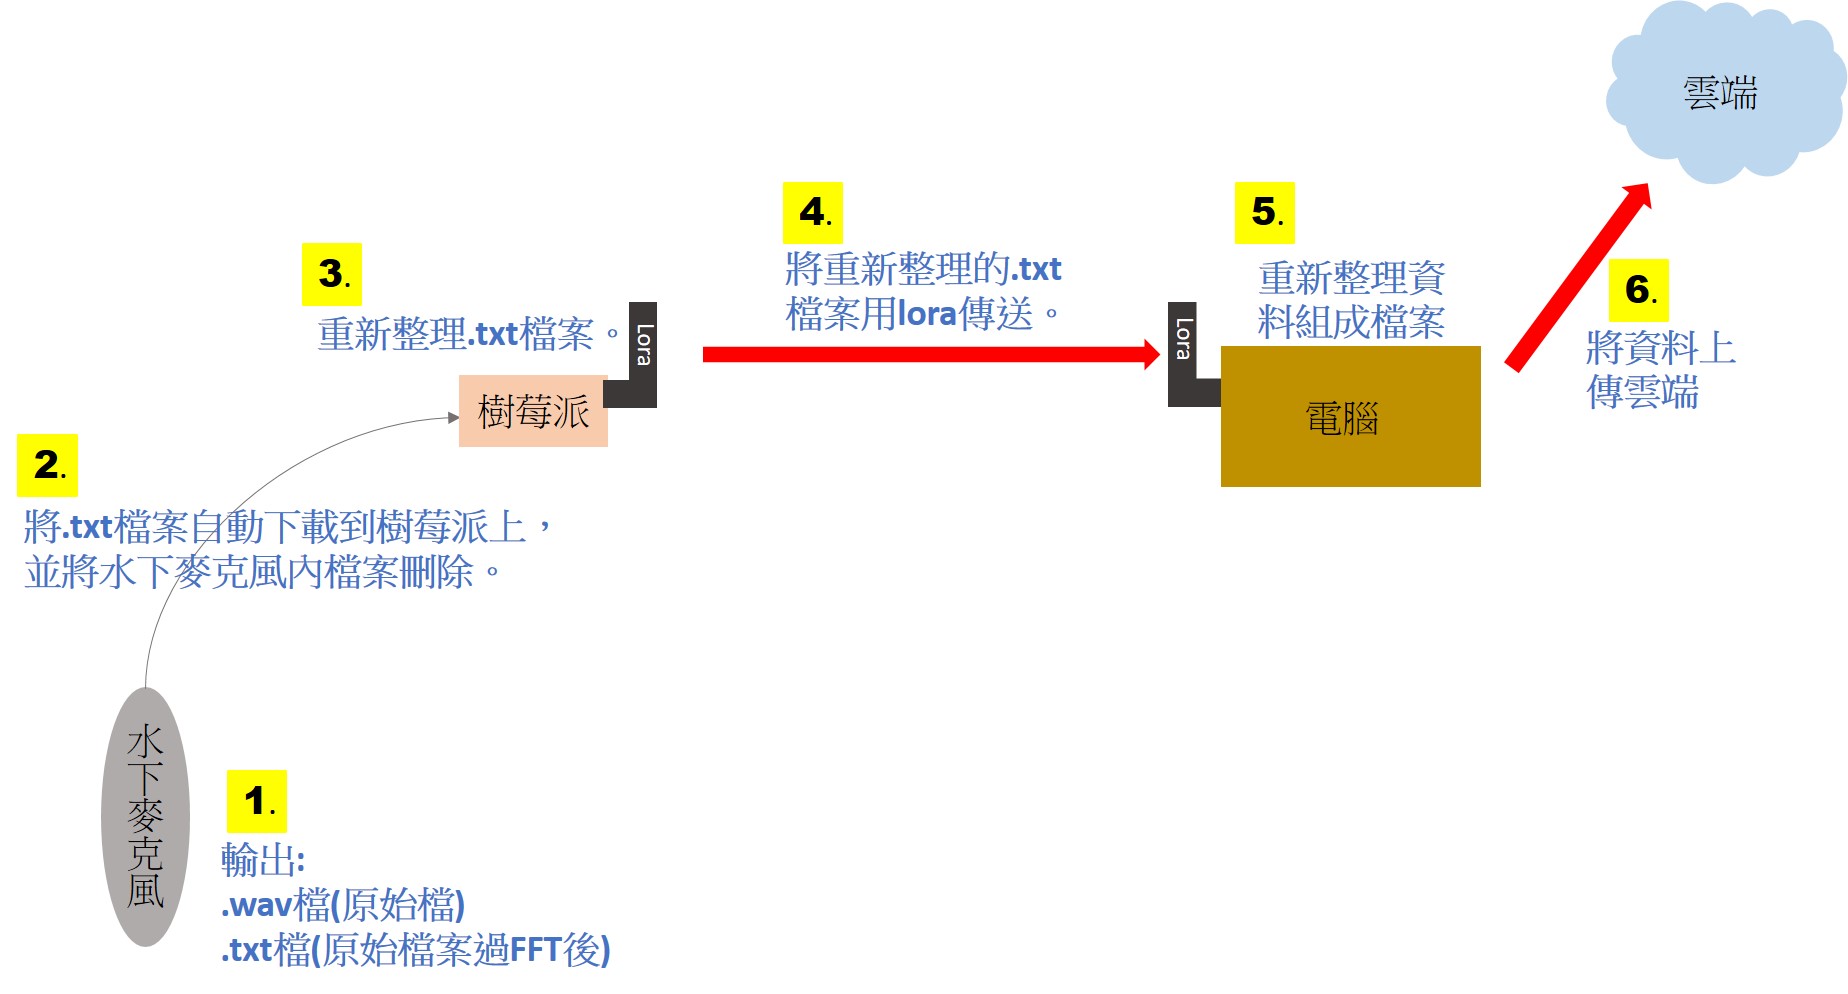 雲端
4.
將重新整理的.txt
檔案用lora傳送。
5.
重新整理資
料組成檔案
3.
重新整理.txt檔案。
Lora
Lora
6.
將資料上
傳雲端
樹莓派
電腦
2.
將.txt檔案自動下載到樹莓派上，
並將水下麥克風內檔案刪除。
水下麥克風
1.
輸出:
.wav檔(原始檔)
.txt檔(原始檔案過FFT後)